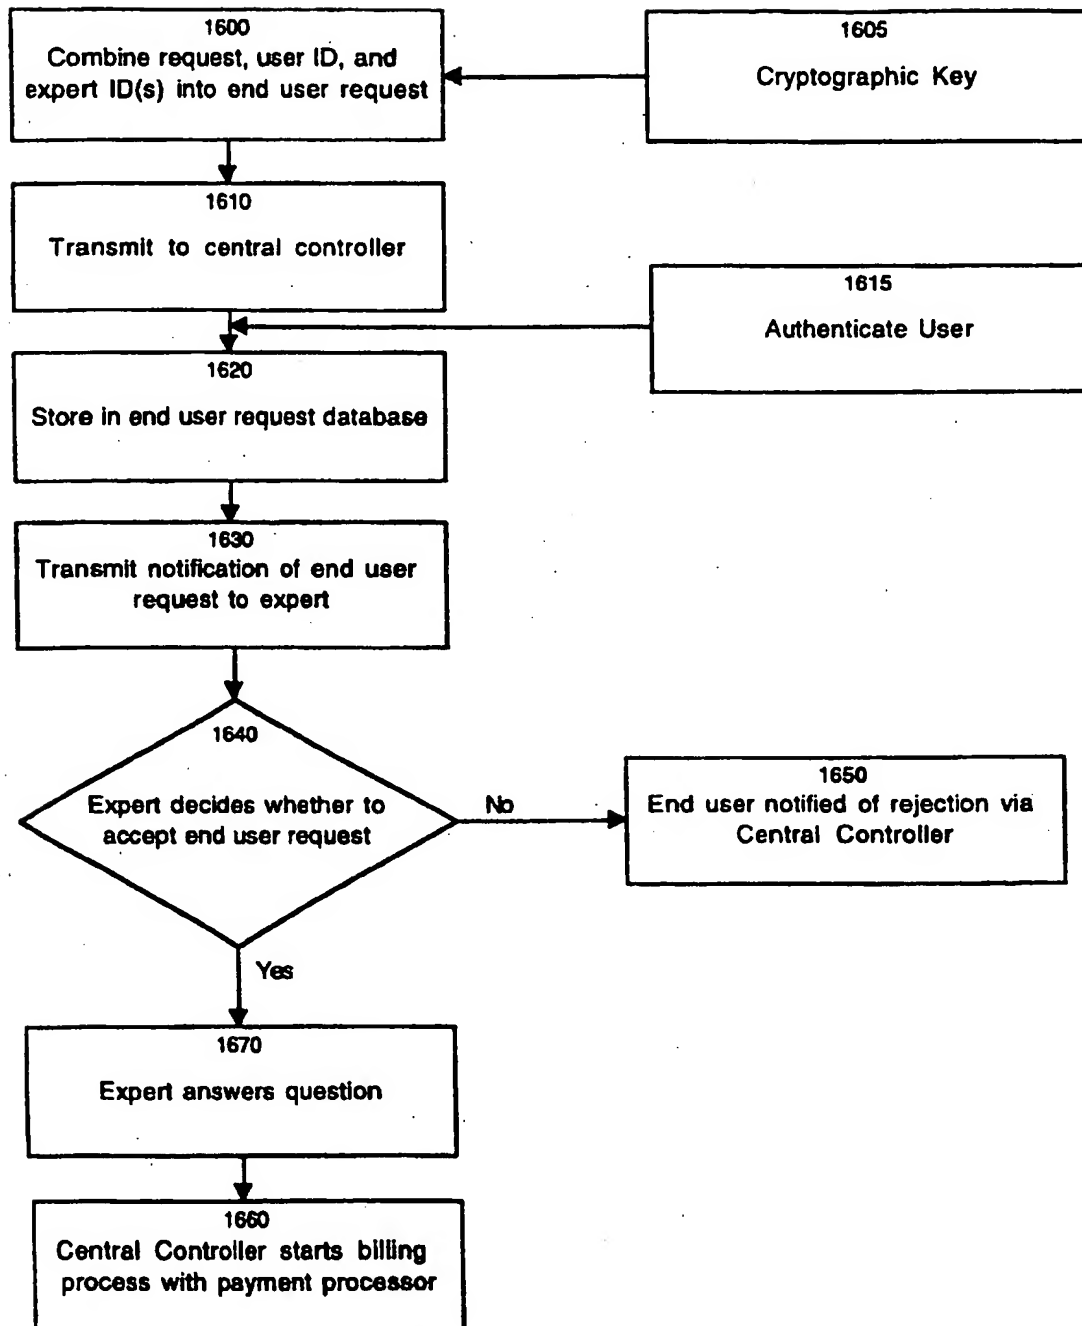 1600
Combine request, user ID, and
expert ID(s) into end user request
1605
Cryptographic Key
1610
Transmit to central controller
1615
Authenticate User
1620
Store in end user request database
1630
Transmit notification of end user
request to expert
1640
Expert decides whether to
accept end user request
No
1650
End user notified of rejection via
Central Controller
Yes
1670
Expert answers question
1660
Central Controller starts billing
process with payment processor